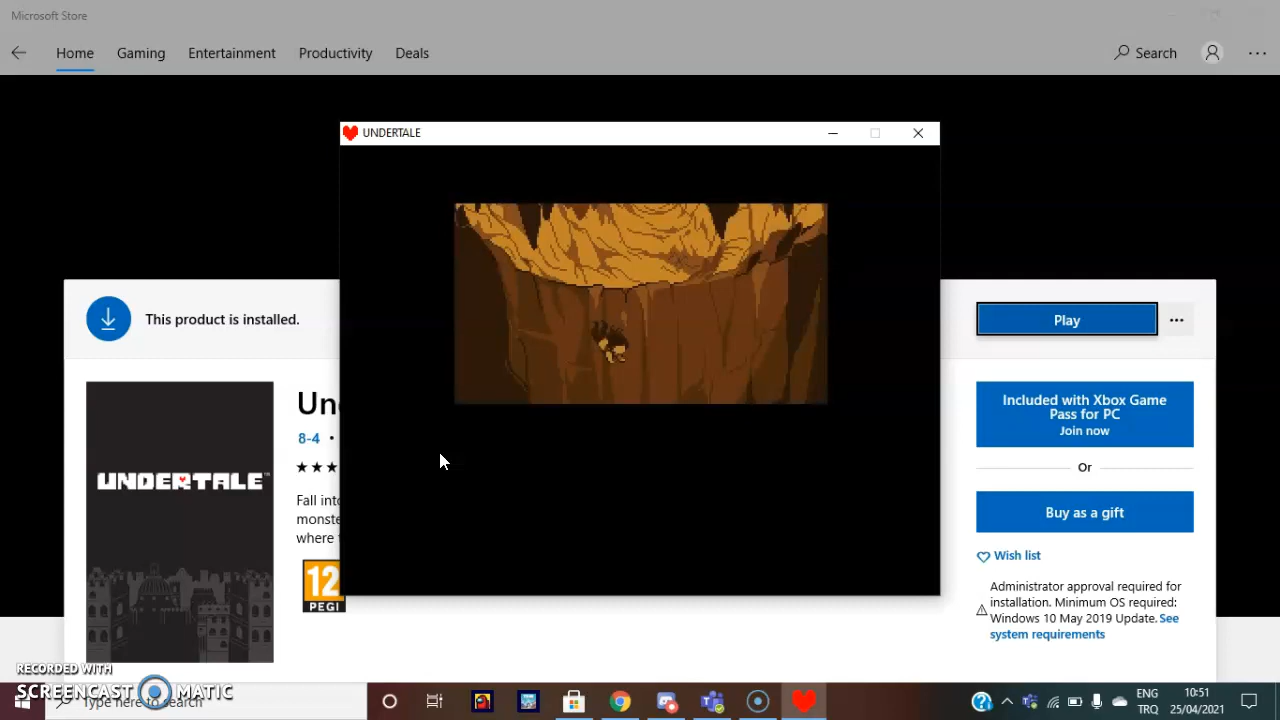 Microsoft Store
Home Gaming Entertainment Productivity Deals Search
UNDERTALE
This product is installed.
Play
Un
8-4 •
Fall into
monste
where
UNDERTALE™
12
PEGI
Included with Xbox Game
Pass for PC
Join now
Or
Buy as a gift
Wish list
Administrator approval required for
installation. Minimum OS required:
Windows 10 May 2019 Update. See
system requirements
RECORDED WITH
SCREENCAST MATIC
Type here to search
ENG
TRQ
10:51
25/04/2021